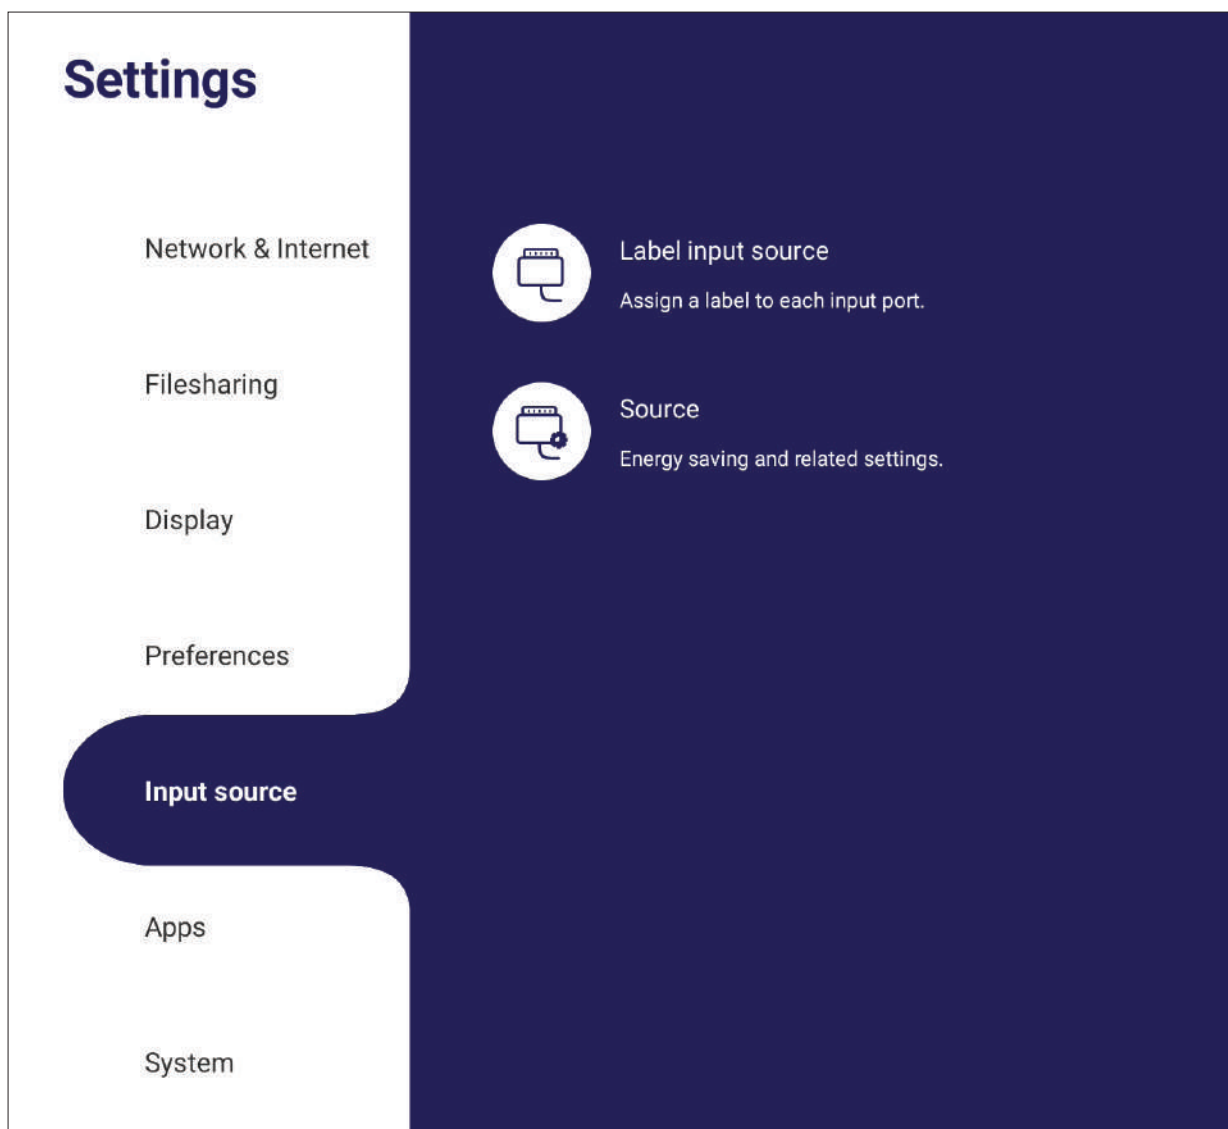 Settings
Network & Internet
Filesharing
Display
Preferences
Input source
Apps
System
Label input source
Assign a label to each input port.
Source
Energy saving and related settings.